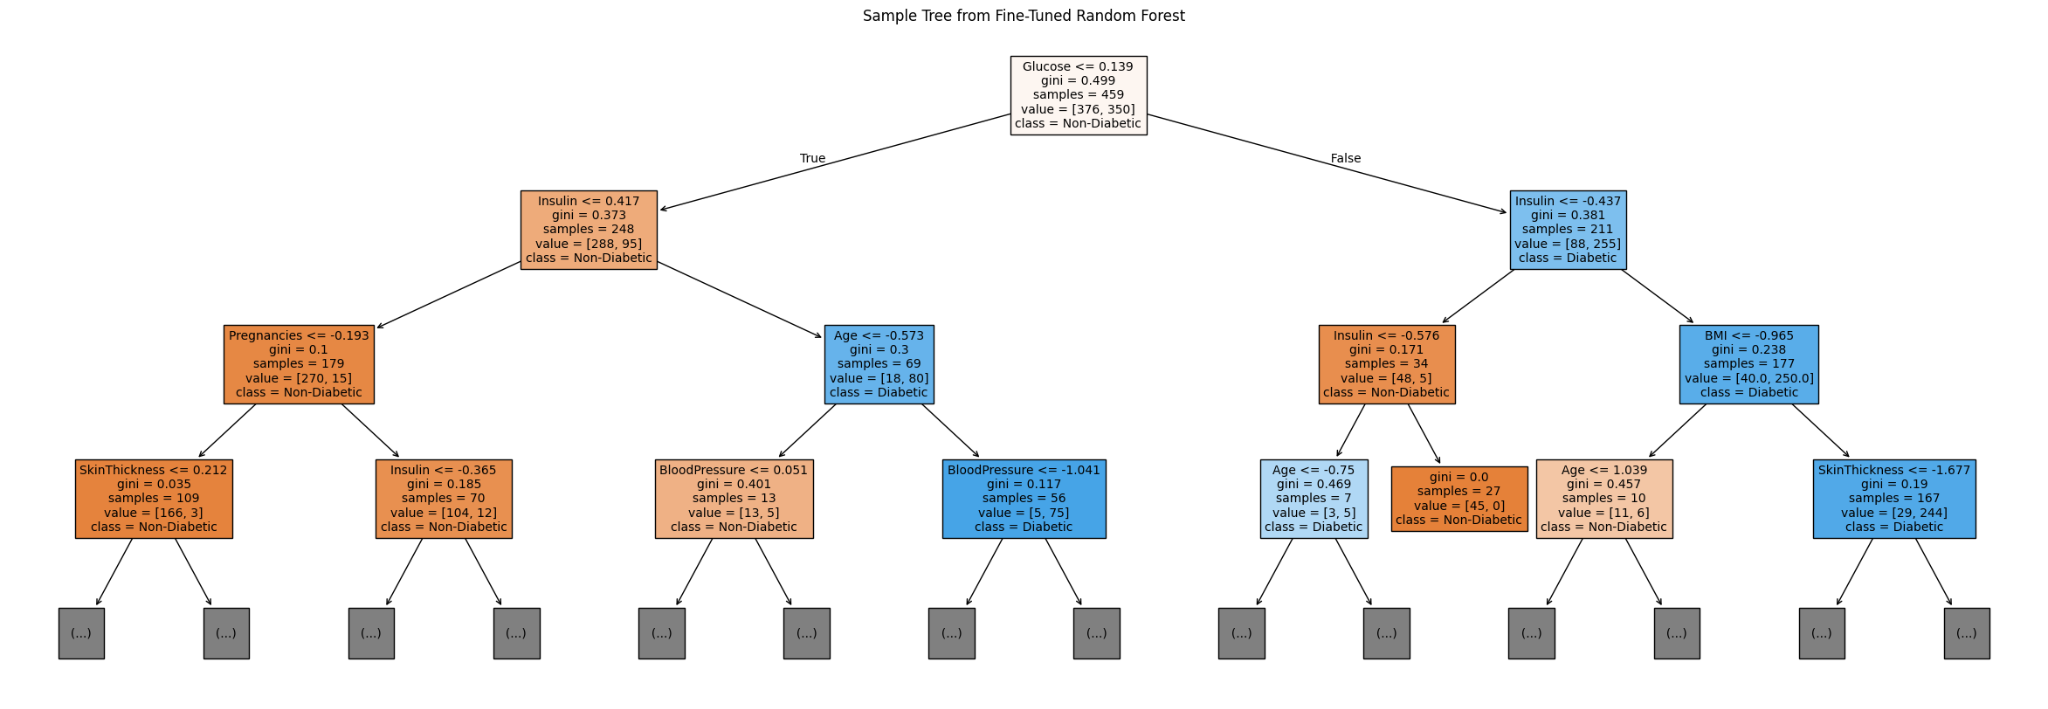 Sample Tree from Fine-Tuned Random Forest
Glucose <= 0.139
gini = 0.499
samples = 459
value = [376, 350]
class = Non-Diabetic
True
False
Insulin <= 0.417
gini = 0.373
samples = 248
value = [288, 95]
class = Non-Diabetic
Insulin <= -0.437
gini = 0.381
samples = 211
value = [88, 255]
class = Diabetic
Pregnancies <= -0.193
gini = 0.1
samples = 179
value = [270, 15]
class = Non-Diabetic
Age <= -0.573
gini = 0.3
samples = 69
value = [18, 80]
class = Diabetic
Insulin <= -0.576
gini = 0.171
samples = 34
value = [48, 5]
class = Non-Diabetic
BMI <= -0.965
gini = 0.238
samples = 177
value = [40.0, 250.0]
class = Diabetic
SkinThickness <= 0.212
gini = 0.035
samples = 109
value = [166, 3]
class = Non-Diabetic
Insulin <= -0.365
gini = 0.185
samples = 70
value = [104, 12]
class = Non-Diabetic
BloodPressure <= 0.051
gini = 0.401
samples = 13
value = [13, 5]
class = Non-Diabetic
BloodPressure <= -1.041
gini = 0.117
samples = 56
value = [5, 75]
class = Diabetic
Age <= -0.75
gini = 0.469
samples = 7
value = [3, 5]
class = Diabetic
gini = 0.0
samples = 27
value = [45, 0]
class = Non-Diabetic
Age <= 1.039
gini = 0.457
samples = 10
value = [11, 6]
class = Non-Diabetic
SkinThickness <= -1.677
gini = 0.19
samples = 167
value = [29, 244]
class = Diabetic
(...)
(...)
(...)
(...)
(...)
(...)
(...)
(...)
(...)
(...)
(...)
(...)
(...)
(...)